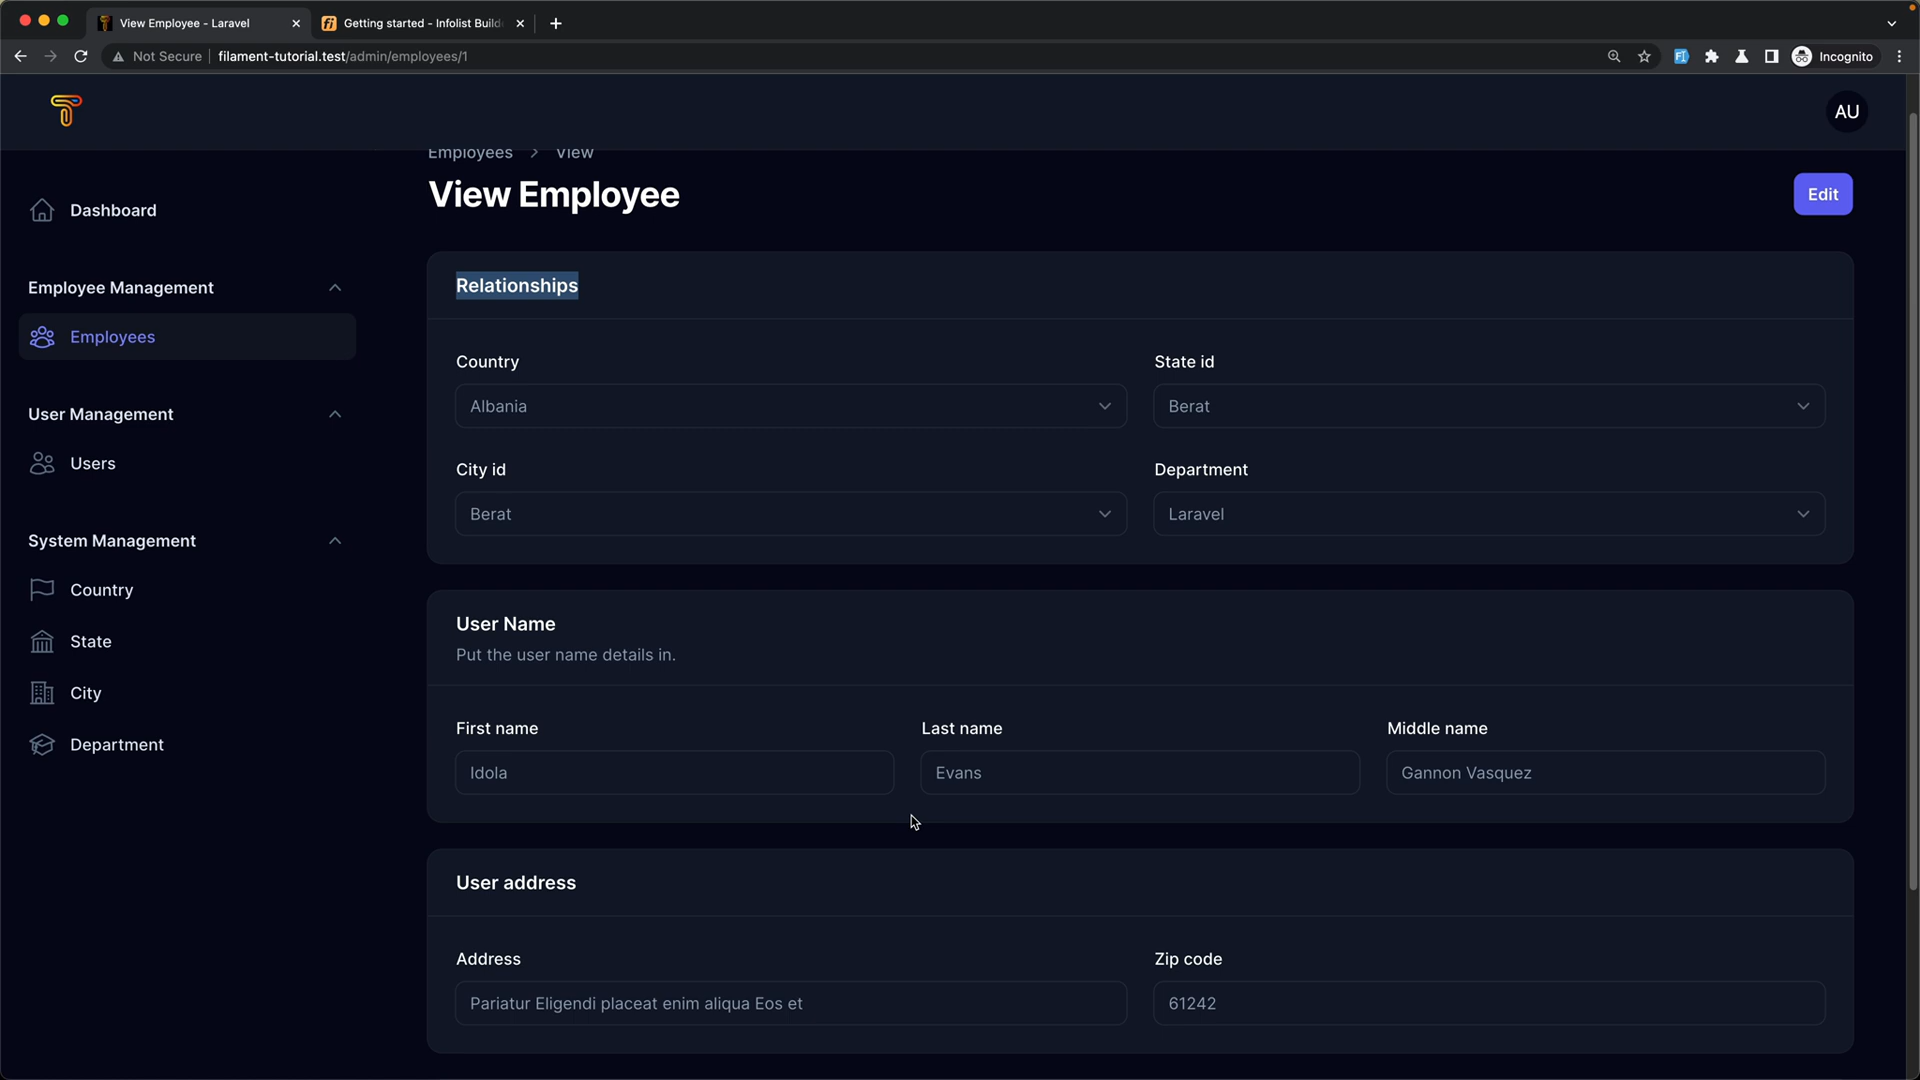 View Employee - Laravel
Getting started - Infolist Build
Not Secure
filament-tutorial.test/admin/employees/1
Incognito
AU
Employees > View
View Employee
Edit
Dashboard
Employee Management
Employees
User Management
Users
System Management
Country
State
City
Department
Relationships
Country
State id
Albania
Berat
City id
Department
Berat
Laravel
User Name
Put the user name details in.
First name
Last name
Middle name
Idola
Evans
Gannon Vasquez
User address
Address
Zip code
Pariatur Eligendi placeat enim aliqua Eos et
61242